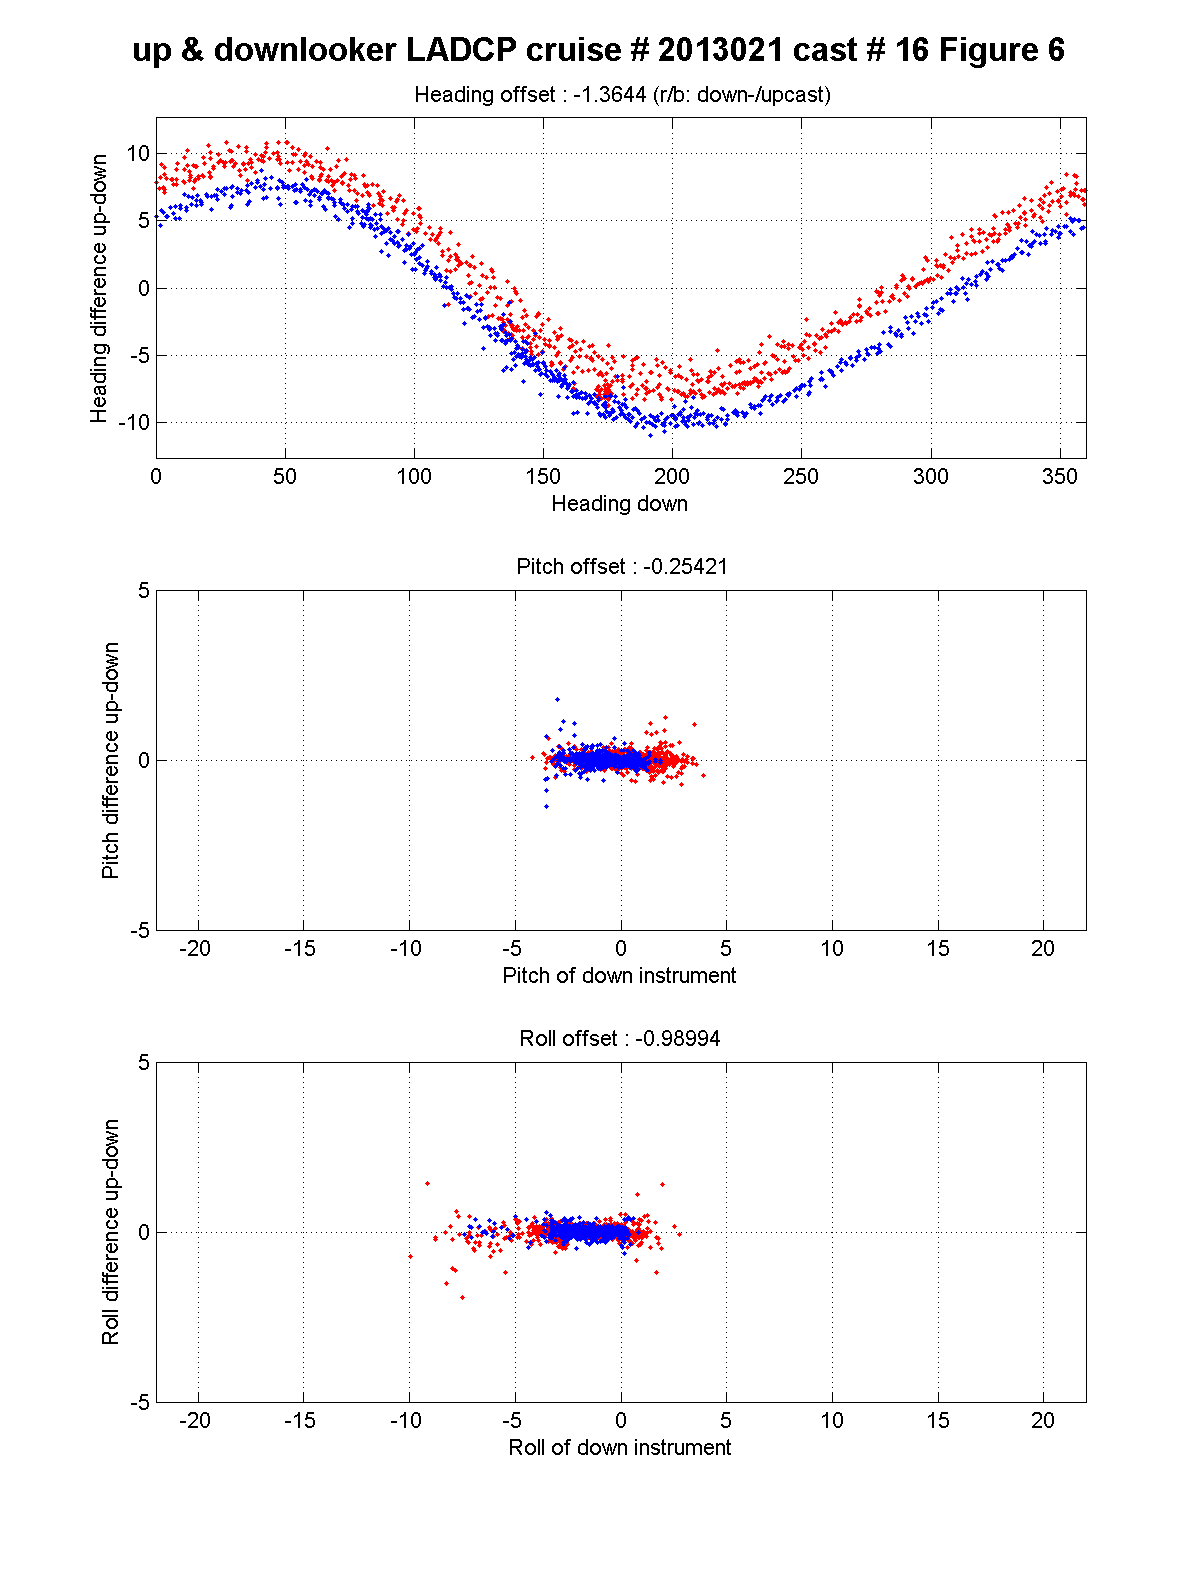 up & downlooker LADCP cruise # 2013021 cast # 16 Figure 6
Heading offset : -1.3644 (r/b: down-/upcast)
Heading difference up-down
10
5
0
-5
-10
0 50 100 150 200 250 300 350
Heading down
Pitch offset : -0.25421
Pitch difference up-down
5
0
-5
-20 -15 -10 -5 0 5 10 15 20
Pitch of down instrument
Roll offset : -0.98994
Roll difference up-down
5
0
-5
-20 -15 -10 -5 0 5 10 15 20
Roll of down instrument